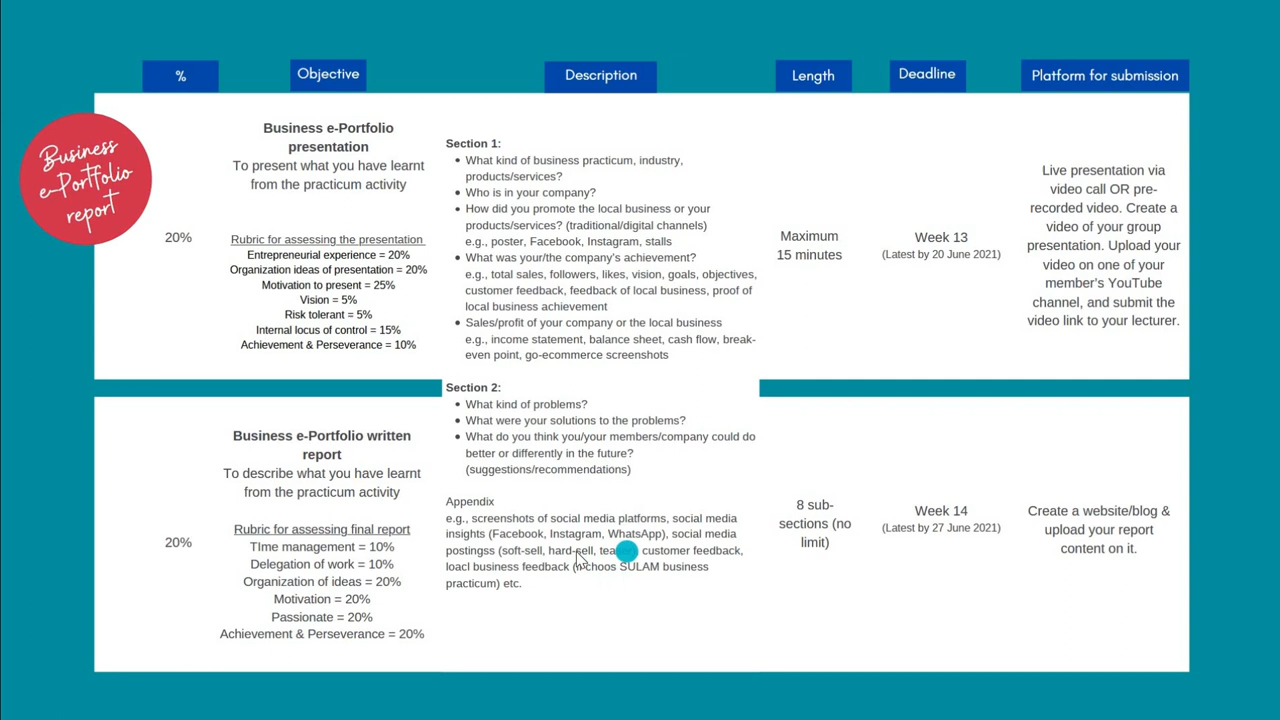 %
Objective
Description
Length
Deadline
Platform for submission
Business
e-Portfolio
report
20%
Business e-Portfolio
presentation
To present what you have learnt
from the practicum activity
Rubric for assessing the presentation
Entrepreneurial experience = 20%
Organization ideas of presentation = 20%
Motivation to present = 25%
Vision = 5%
Risk tolerant = 5%
Internal locus of control = 15%
Achievement & Perseverance = 10%
Section 1:
• What kind of business practicum, industry,
products/services?
• Who is in your company?
• How did you promote the local business or your
products/services? (traditional/digital channels)
e.g., poster, Facebook, Instagram, stalls
• What was your/the company's achievement?
e.g., total sales, followers, likes, vision, goals, objectives,
customer feedback, feedback of local business, proof of
local business achievement
• Sales/profit of your company or the local business
e.g., income statement, balance sheet, cash flow, break-
even point, go-ecommerce screenshots
Section 2:
• What kind of problems?
• What were your solutions to the problems?
• What do you think you/your members/company could do
better or differently in the future?
(suggestions/recommendations)
Appendix
e.g., screenshots of social media platforms, social media
insights (Facebook, Instagram, WhatsApp), social media
postingss (soft-sell, hard-sell, customer feedback,
loacl business feedback choos SULAM business
practicum) etc.
Maximum
15 minutes
Week 13
(Latest by 20 June 2021)
Live presentation via
video call OR pre-
recorded video. Create a
video of your group
presentation. Upload your
video on one of your
member's YouTube
channel, and submit the
video link to your lecturer.
20%
Business e-Portfolio written
report
To describe what you have learnt
from the practicum activity
Rubric for assessing final report
TIme management = 10%
Delegation of work = 10%
Organization of ideas = 20%
Motivation = 20%
Passionate = 20%
Achievement & Perseverance = 20%
8 sub-
sections (no
limit)
Week 14
(Latest by 27 June 2021)
Create a website/blog &
upload your report
content on it.